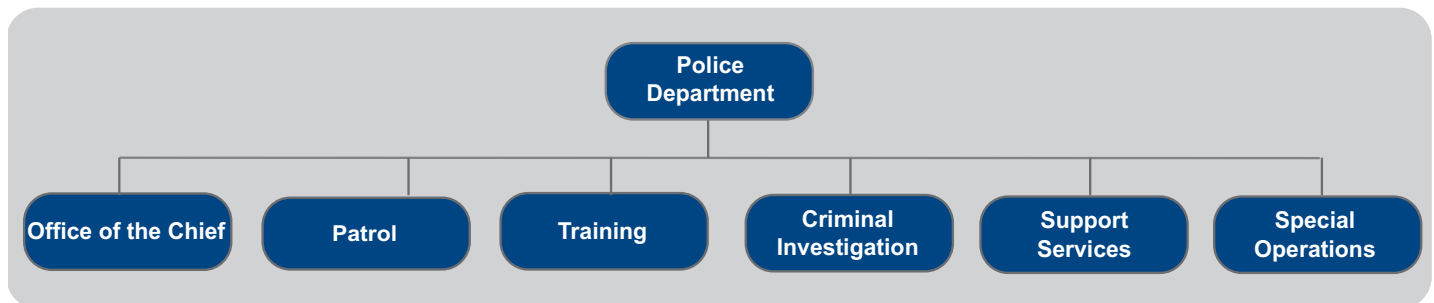 Police
Department
Office of the Chief
Patrol
Training
Criminal
Investigation
Support
Services
Special
Operations